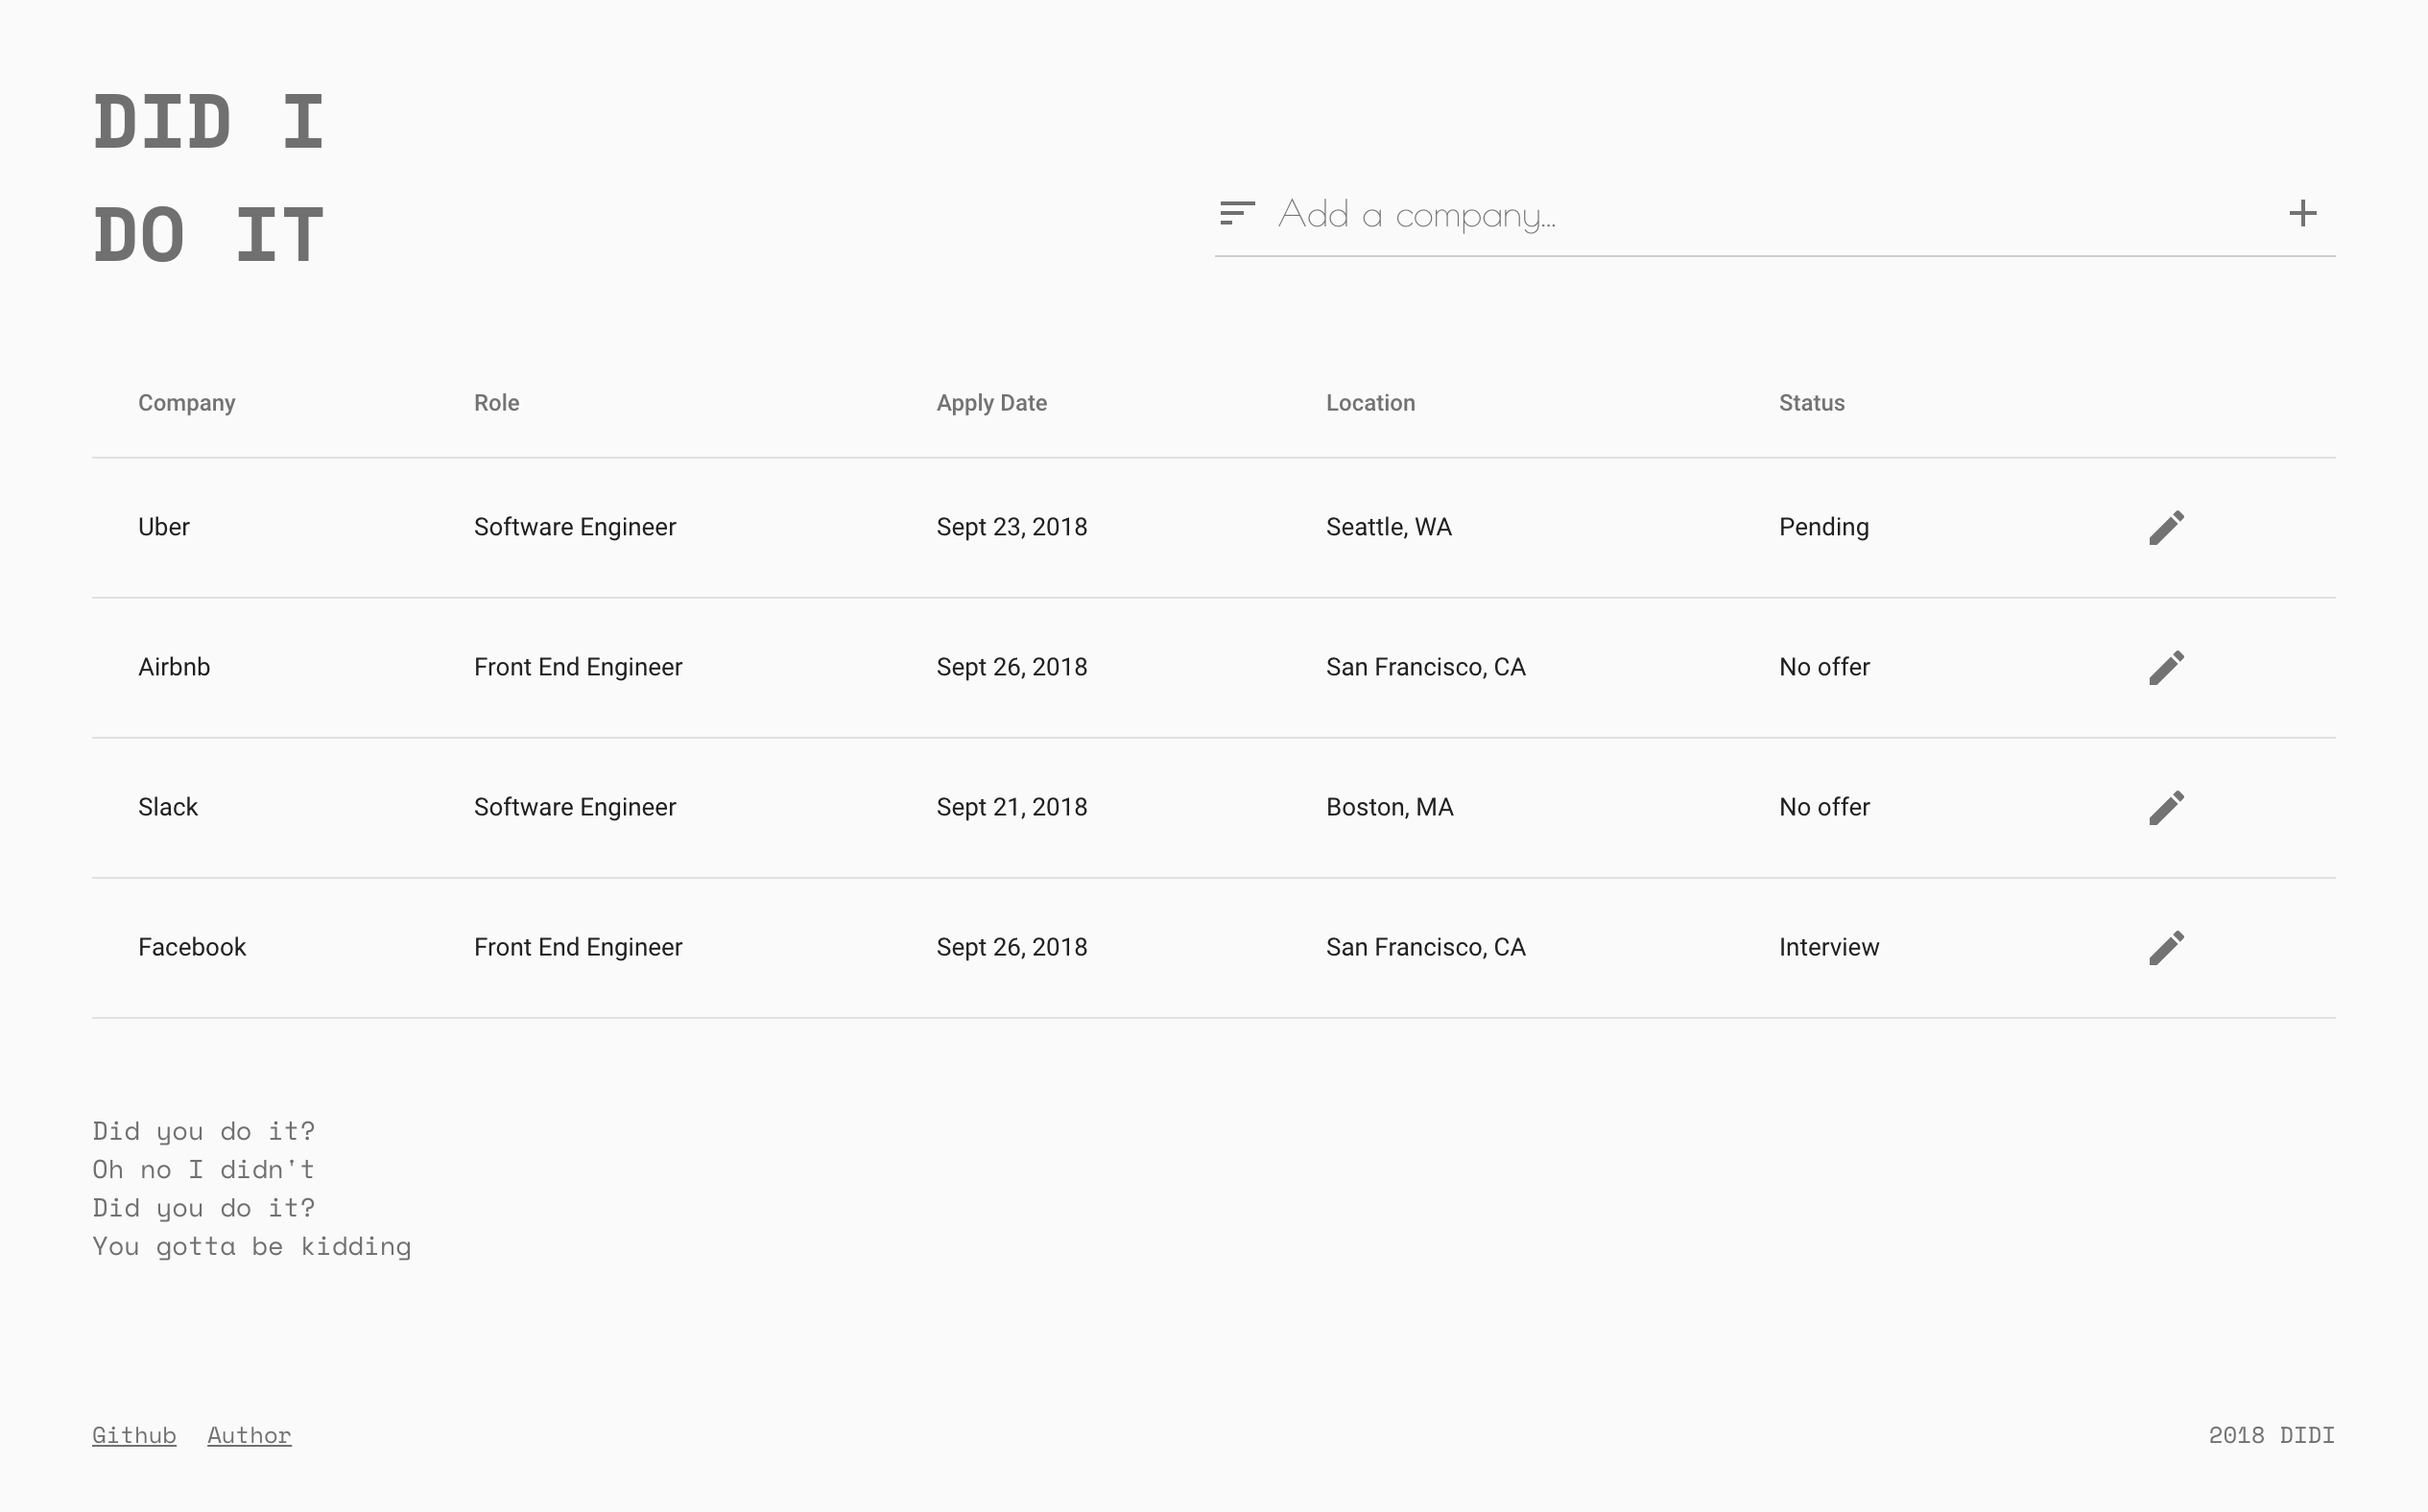 DID I
DO IT
Add a company...
Company Role Apply Date Location Status
Uber Software Engineer Sept 23, 2018 Seattle, WA Pending
Airbnb Front End Engineer Sept 26, 2018 San Francisco, CA No offer
Slack Software Engineer Sept 21, 2018 Boston, MA No offer
Facebook Front End Engineer Sept 26, 2018 San Francisco, CA Interview
Did you do it?
Oh no I didn't
Did you do it?
You gotta be kidding
Github Author 2018 DIDI